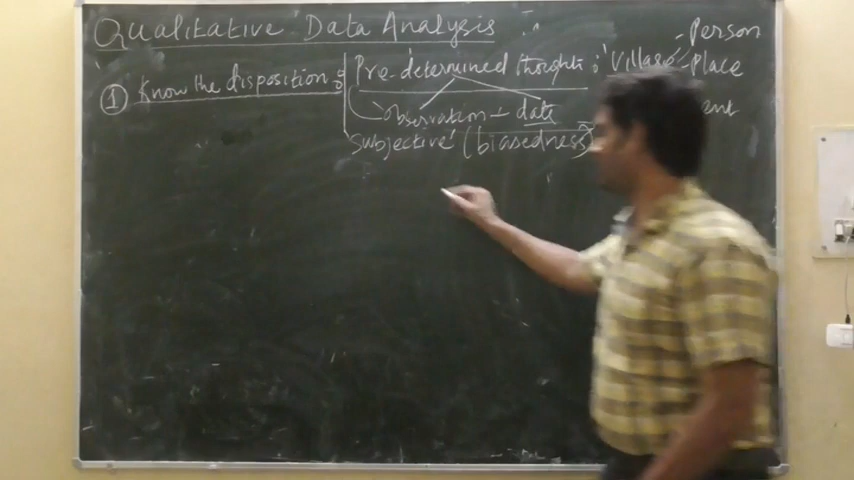 Qualitative Data Analysis :
① Know the disposition : Pre-determined thoughts : Village - Person
- Place
observation - data
Subjective (biasedness)